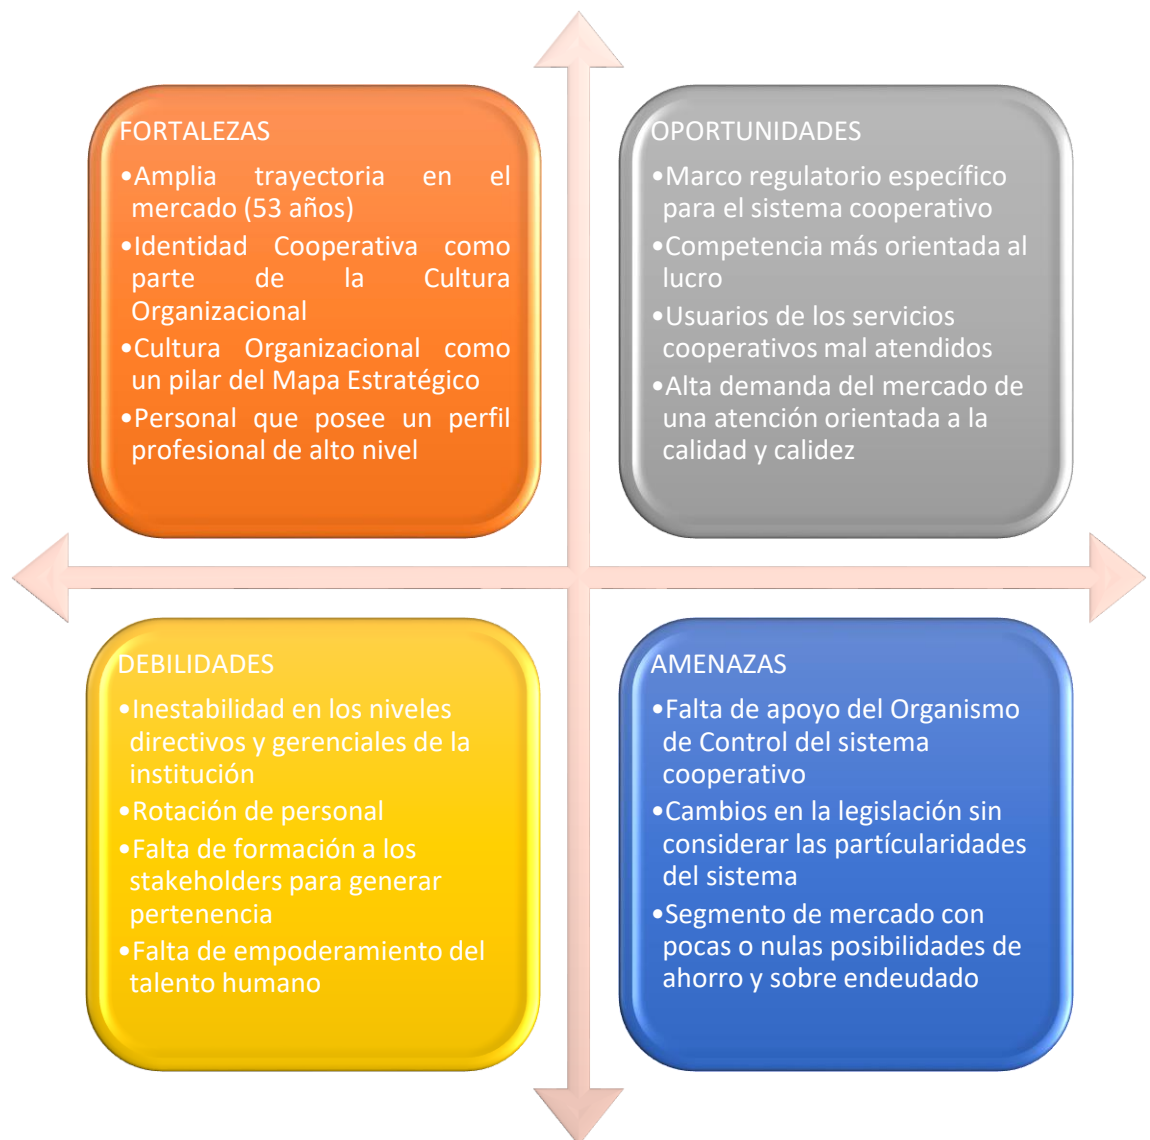 FORTALEZAS
•Amplia trayectoria en el
mercado (53 años)
•Identidad Cooperativa como
parte de la Cultura
Organizacional
•Cultura Organizacional como
un pilar del Mapa Estratégico
•Personal que posee un perfil
profesional de alto nivel
OPORTUNIDADES
•Marco regulatorio específico
para el sistema cooperativo
•Competencia más orientada al
lucro
•Usuarios de los servicios
cooperativos mal atendidos
•Alta demanda del mercado de
una atención orientada a la
calidad y calidez
DEBILIDADES
•Inestabilidad en los niveles
directivos y gerenciales de la
institución
•Rotación de personal
•Falta de formación a los
stakeholders para generar
pertenencia
•Falta de empoderamiento del
talento humano
AMENAZAS
•Falta de apoyo del Organismo
de Control del sistema
cooperativo
•Cambios en la legislación sin
considerar las partícularidades
del sistema
•Segmento de mercado con
pocas o nulas posibilidades de
ahorro y sobre endeudado